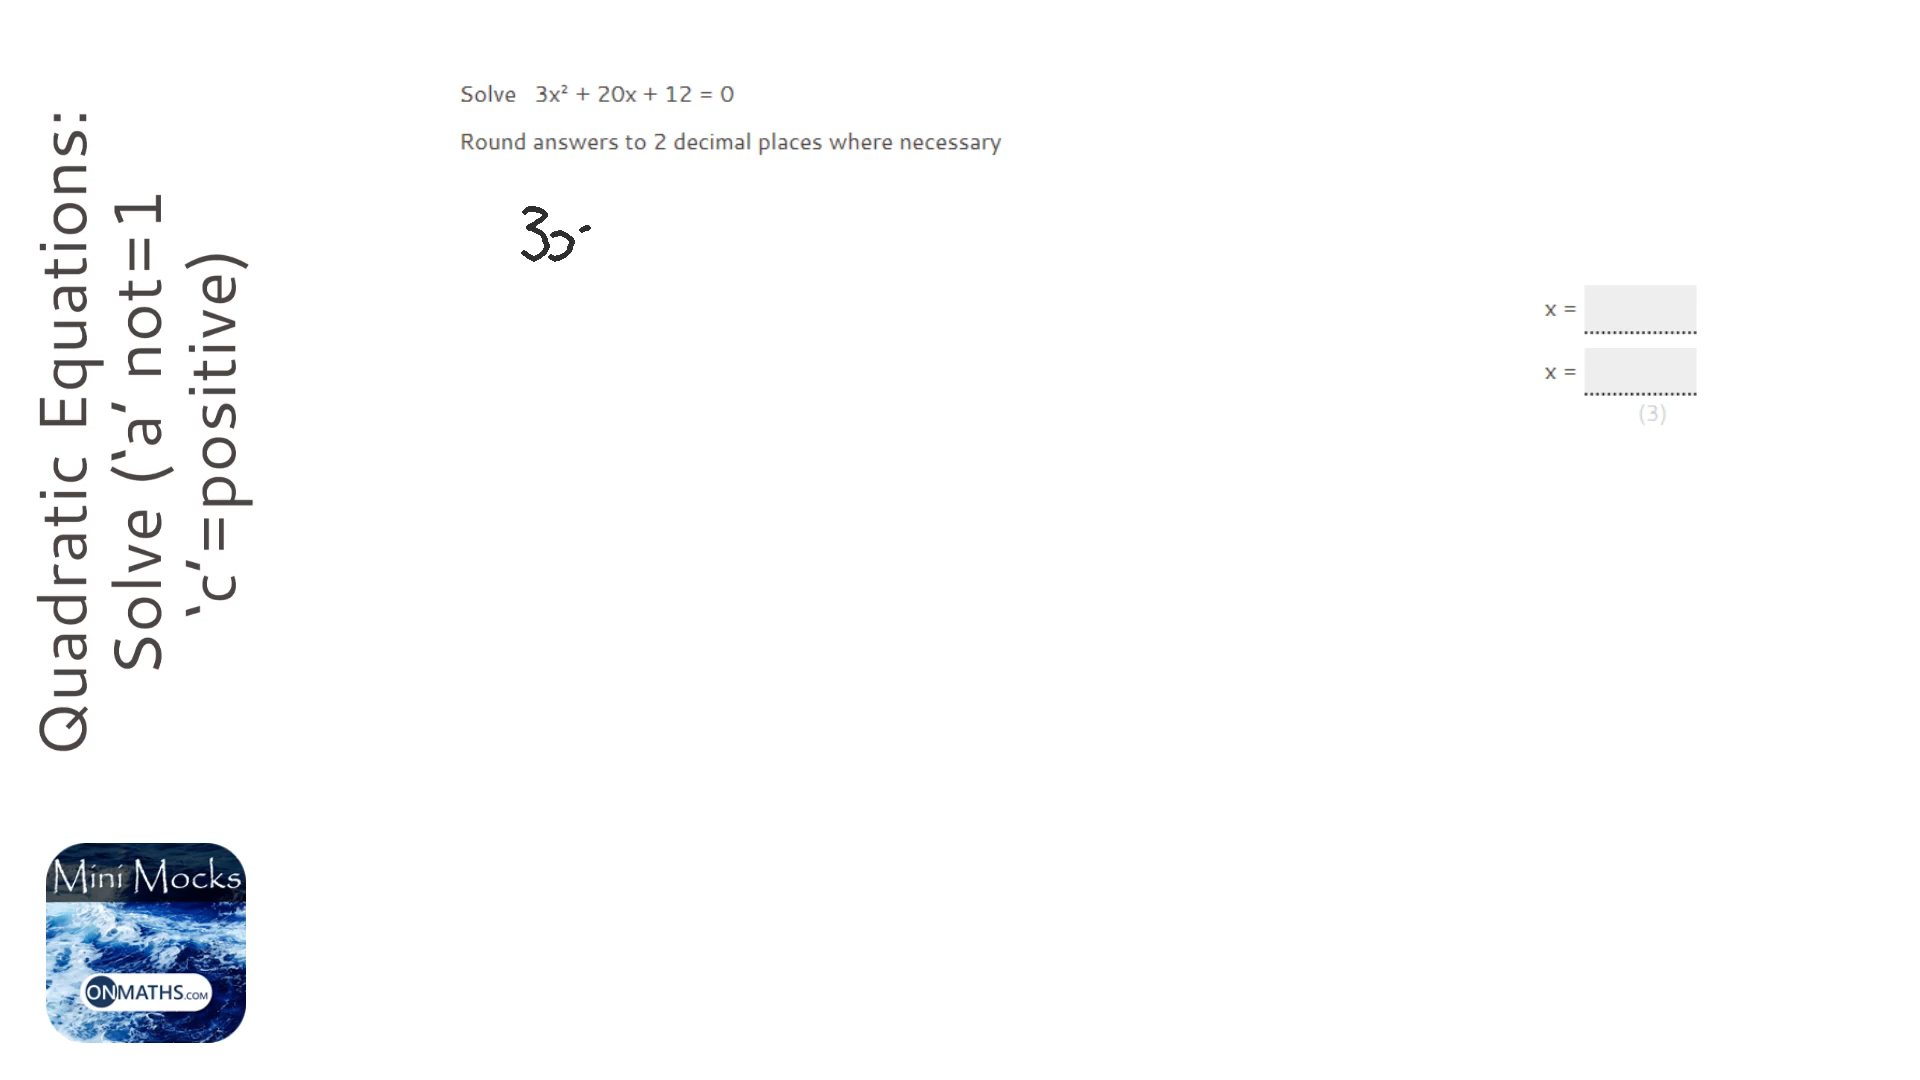 Quadratic Equations:
Solve (‘a’ not=1
‘c’=positive)
Solve 3x² + 20x + 12 = 0
Round answers to 2 decimal places where necessary
3
x =
x =
(3)
Mini Mocks
ONMATHS.COM